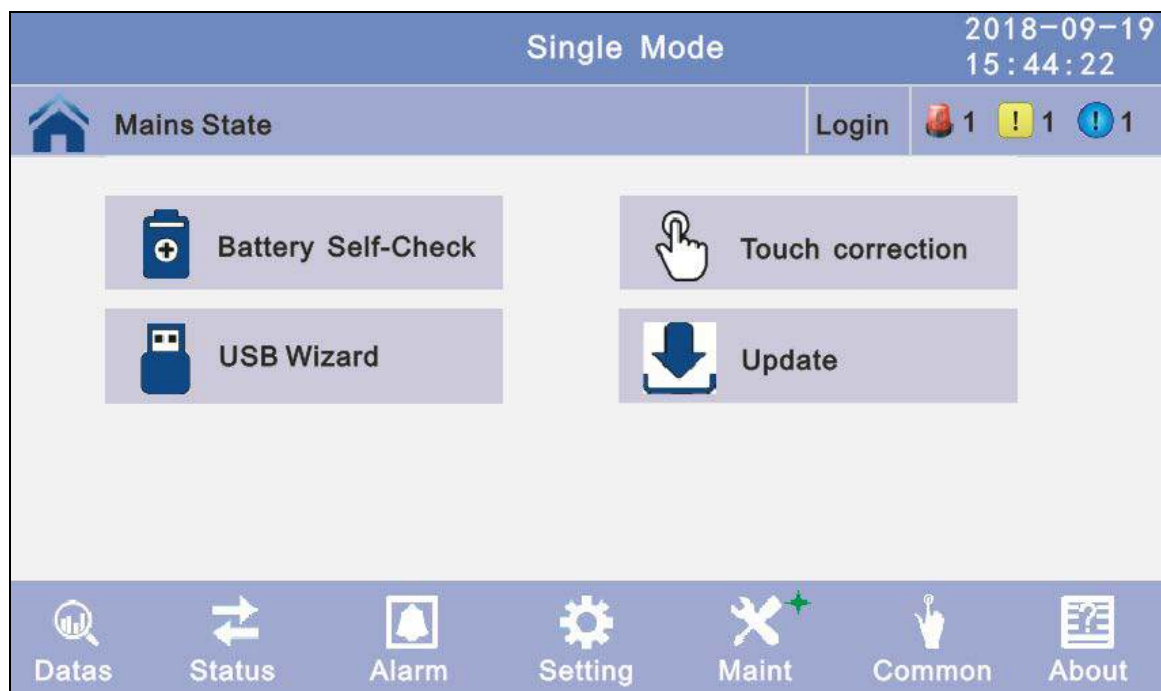 Single Mode
2018-09-19
15:44:22
Mains State
Login
1
! 1
! 1
Battery Self-Check
Touch correction
USB Wizard
Update
Datas
Status
Alarm
Setting
Maint
Common
?
About